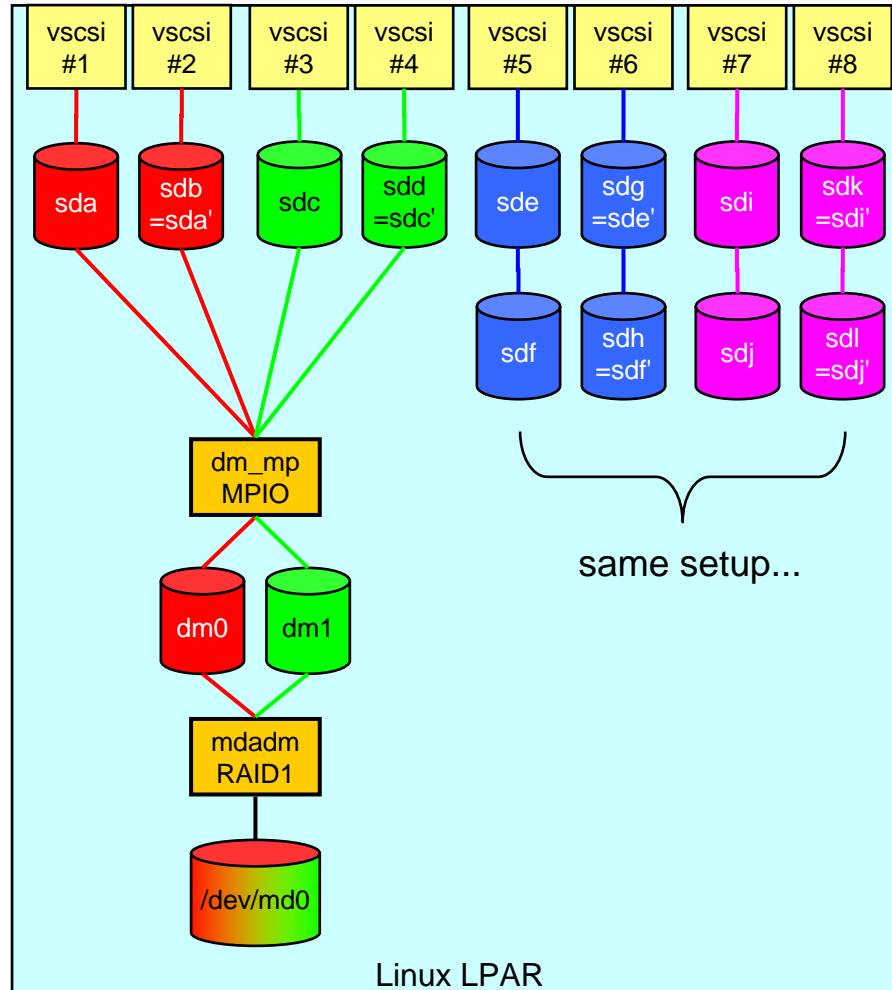 vscsi
#1
vscsi
#2
vscsi
#3
vscsi
#4
vscsi
#5
vscsi
#6
vscsi
#7
vscsi
#8
sda
sdb
=sda'
sdc
sdd
=sdc'
sde
sdg
=sde'
sdi
sdk
=sdi'
sdf
sdh
=sdf'
sdj
sdl
=sdj'
dm_mp
MPIO
same setup...
dm0
dm1
mdadm
RAID1
/dev/md0
Linux LPAR